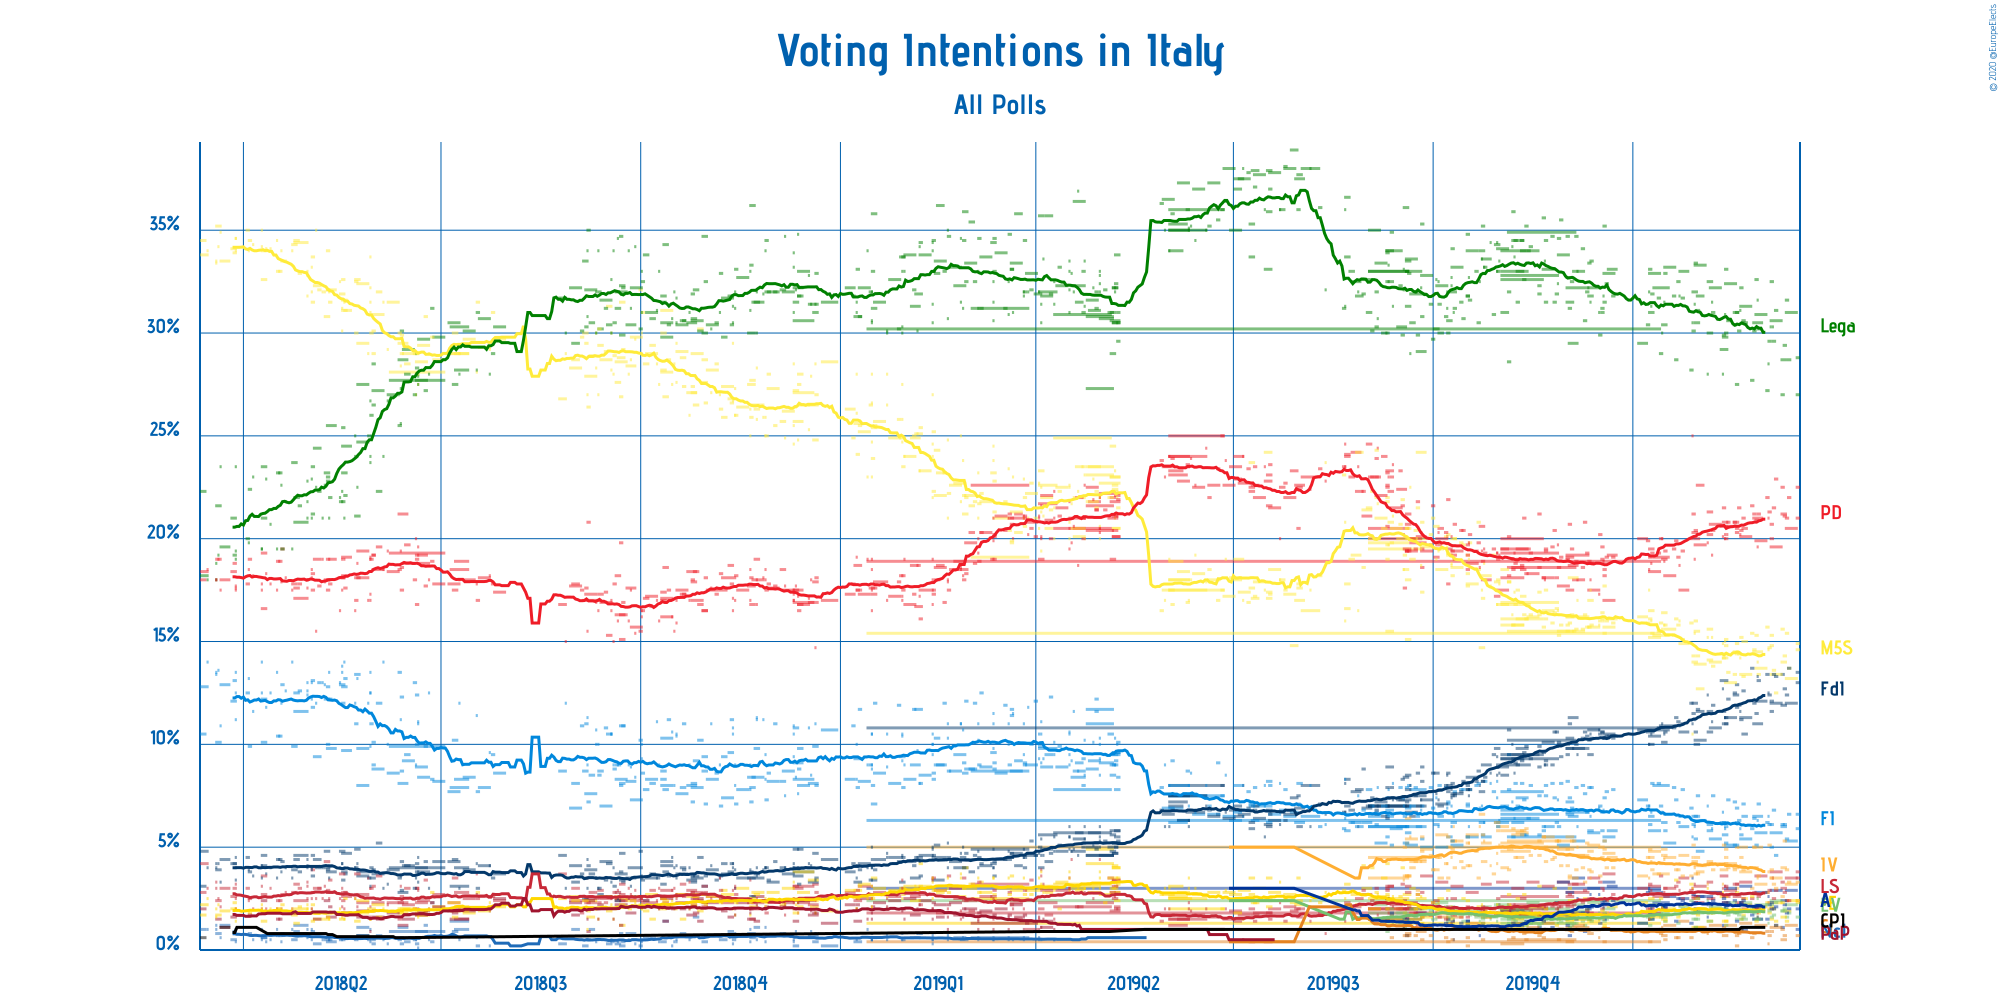 © 2020 @EuropeElects
Voting Intentions in Italy
All Polls
35%
30%
25%
20%
15%
10%
5%
0%
Lega
PD
M5S
FdI
FI
IV
LS
A
PaP
2018Q2
2018Q3
2018Q4
2019Q1
2019Q2
2019Q3
2019Q4